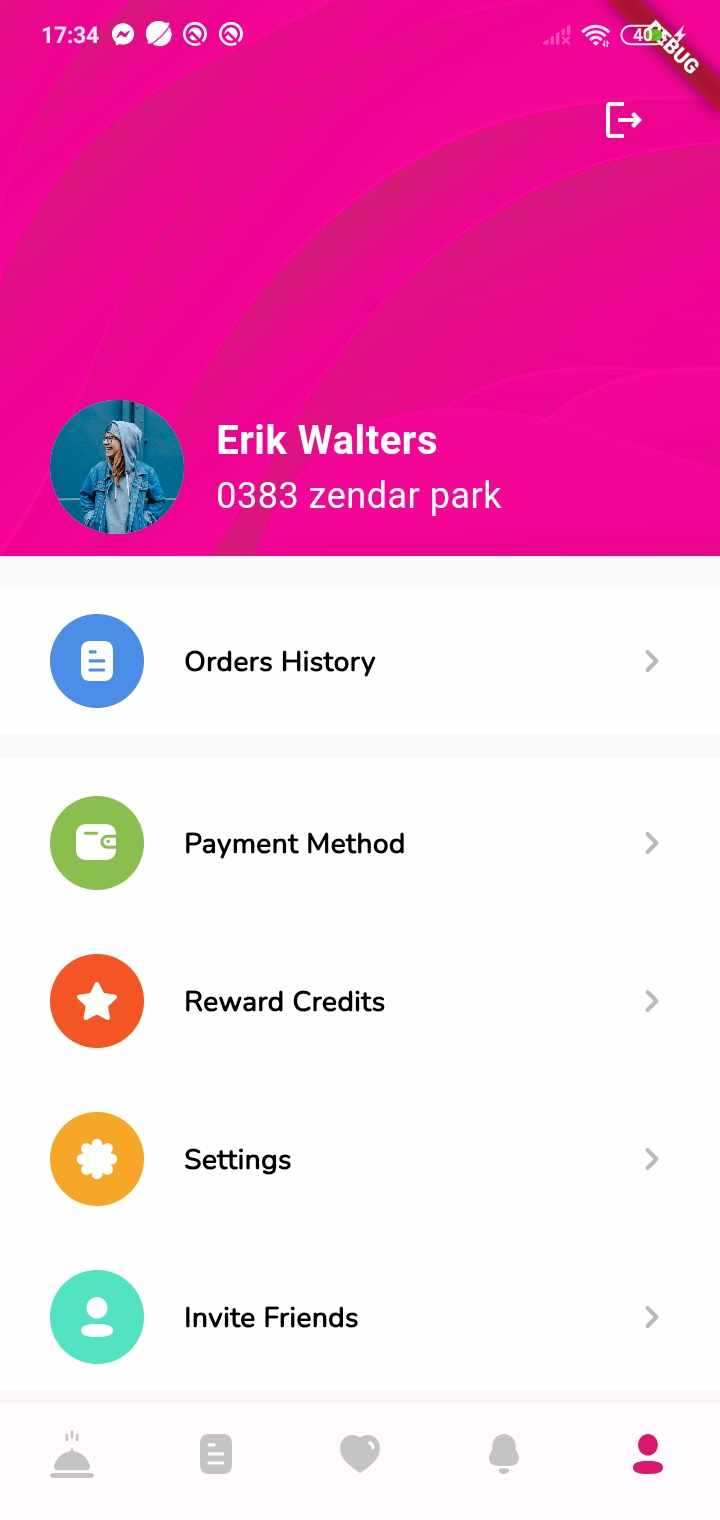 17:34
40
DEBUG
Erik Walters
0383 zendar park
Orders History
Payment Method
Reward Credits
Settings
Invite Friends